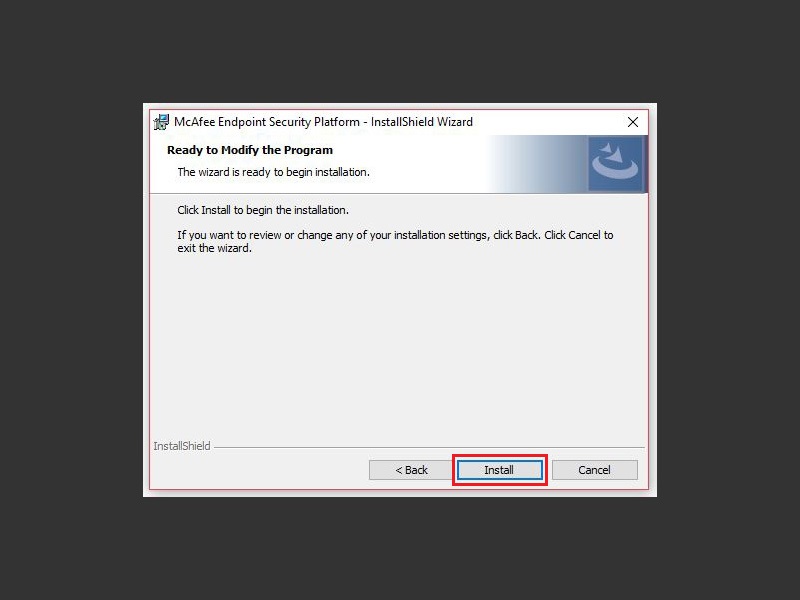 McAfee Endpoint Security Platform - InstallShield Wizard
Ready to Modify the Program
The wizard is ready to begin installation.
Click Install to begin the installation.
If you want to review or change any of your installation settings, click Back. Click Cancel to
exit the wizard.
InstallShield
< Back
Install
Cancel